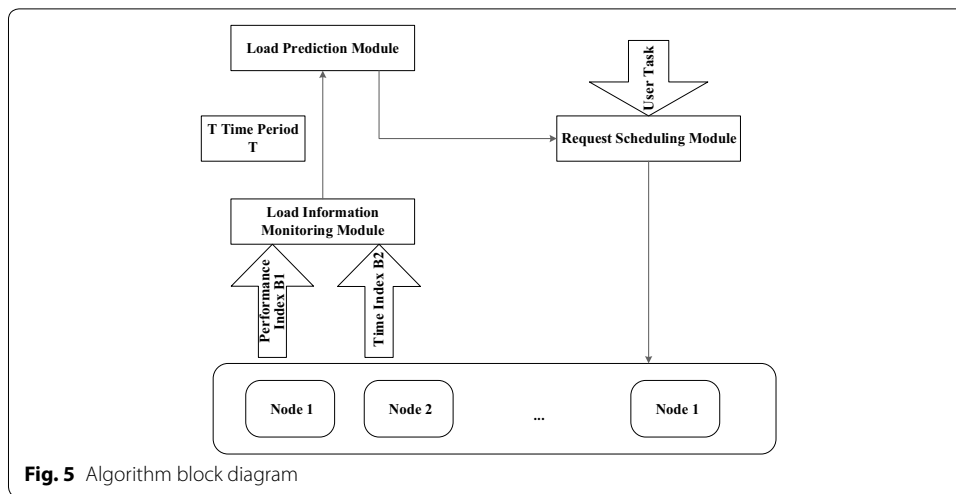 Load Prediction Module
User Task
T Time Period
T
Request Scheduling Module
Load Information
Monitoring Module
Performance
Index B1
Time Index B2
Node 1
Node 2
...
Node 1
Fig. 5 Algorithm block diagram